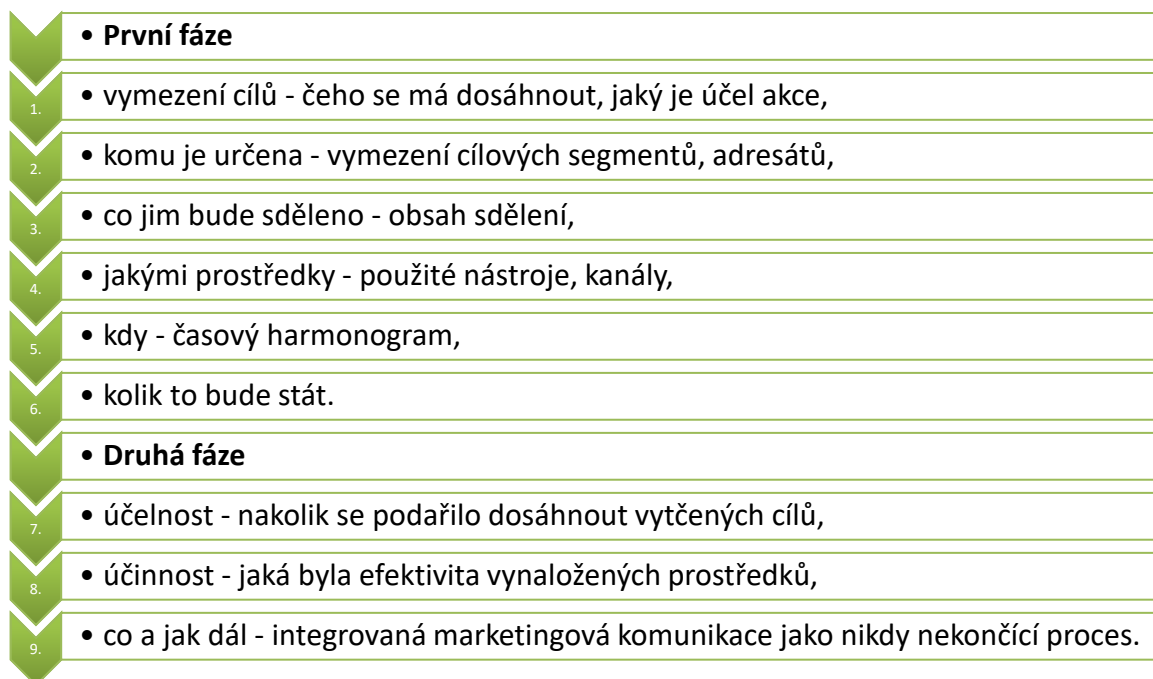 • První fáze
1. • vymezení cílů - čeho se má dosáhnout, jaký je účel akce,
2. • komu je určena - vymezení cílových segmentů, adresátů,
3. • co jim bude sděleno - obsah sdělení,
4. • jakými prostředky - použité nástroje, kanály,
5. • kdy - časový harmonogram,
6. • kolik to bude stát.
• Druhá fáze
7. • účelnost - nakolik se podařilo dosáhnout vytčených cílů,
8. • účinnost - jaká byla efektivita vynaložených prostředků,
9. • co a jak dál - integrovaná marketingová komunikace jako nikdy nekončící proces.